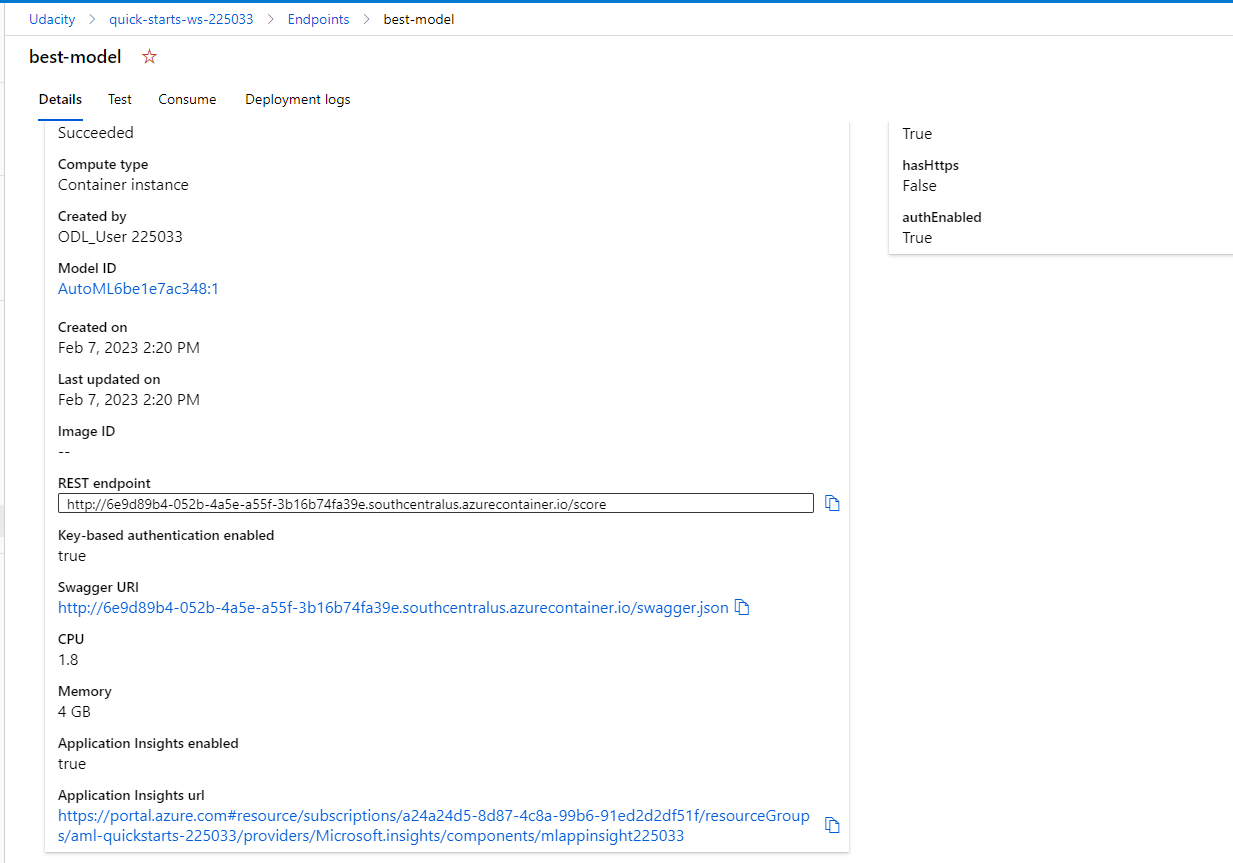 Udacity > quick-starts-ws-225033 > Endpoints > best-model
best-model
Details Test Consume Deployment logs
Succeeded
Compute type
Container instance
Created by
ODL_User 225033
Model ID
AutoML6be1e7ac348:1
Created on
Feb 7, 2023 2:20 PM
Last updated on
Feb 7, 2023 2:20 PM
Image ID
--
REST endpoint
http://6e9d89b4-052b-4a5e-a55f-3b16b74fa39e.southcentralus.azurecontainer.io/score
Key-based authentication enabled
true
Swagger URI
http://6e9d89b4-052b-4a5e-a55f-3b16b74fa39e.southcentralus.azurecontainer.io/swagger.json
CPU
1.8
Memory
4 GB
Application Insights enabled
true
Application Insights url
https://portal.azure.com#resource/subscriptions/a24a24d5-8d87-4c8a-99b6-91ed2d2df51f/resourceGroup
s/aml-quickstarts-225033/providers/Microsoft.insights/components/mlappinsight225033
True
hasHttps
False
authEnabled
True